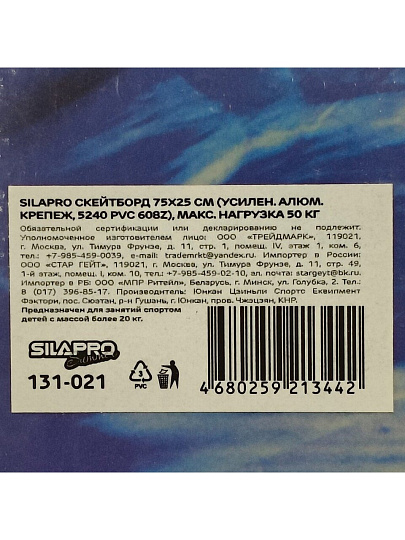 SILAPRO СКЕЙТБОРД 75Х25 СМ (УСИЛЕН. АЛЮМ.
КРЕПЕЖ, 5240 PVC 608Z), МАКС. НАГРУЗКА 50 КГ
Обязательной сертификации или декларированию не подлежит.
Уполномоченное изготовителем лицо: ООО «ТРЕЙДМАРК», 119021,
г. Москва, ул. Тимура Фрунзе, д. 11, стр. 1, помещ. IV, этаж 1, ком. 6,
тел.: +7-985-459-0039, e-mail: trademrkt@yandex.ru. Импортер в России:
ООО «СТАР ГЕЙТ», 119021, г. Москва, ул. Тимура Фрунзе, д. 11, стр. 49,
1-й этаж, помещ. I, ком. 10, тел.: +7-985-459-02-10, эл. почта: stargeyt@bk.ru.
Импортер в РБ: ООО «МПР Ритейл», Беларусь, г. Минск, ул. Голубка, 2. Тел.:
8 (017) 396-85-17. Изготовитель: Юнкан Цзиньли Спортс Еквипмент
Фэктори, пос. Сюэтан, р-н Гушань, г. Юнкан, пров. Чжэцзян, КНР.
Предназначен для занятий спортом
детей с массой более 20 кг.
SILAPRO
Summer
131-021
3
PVC
4 680259 213442